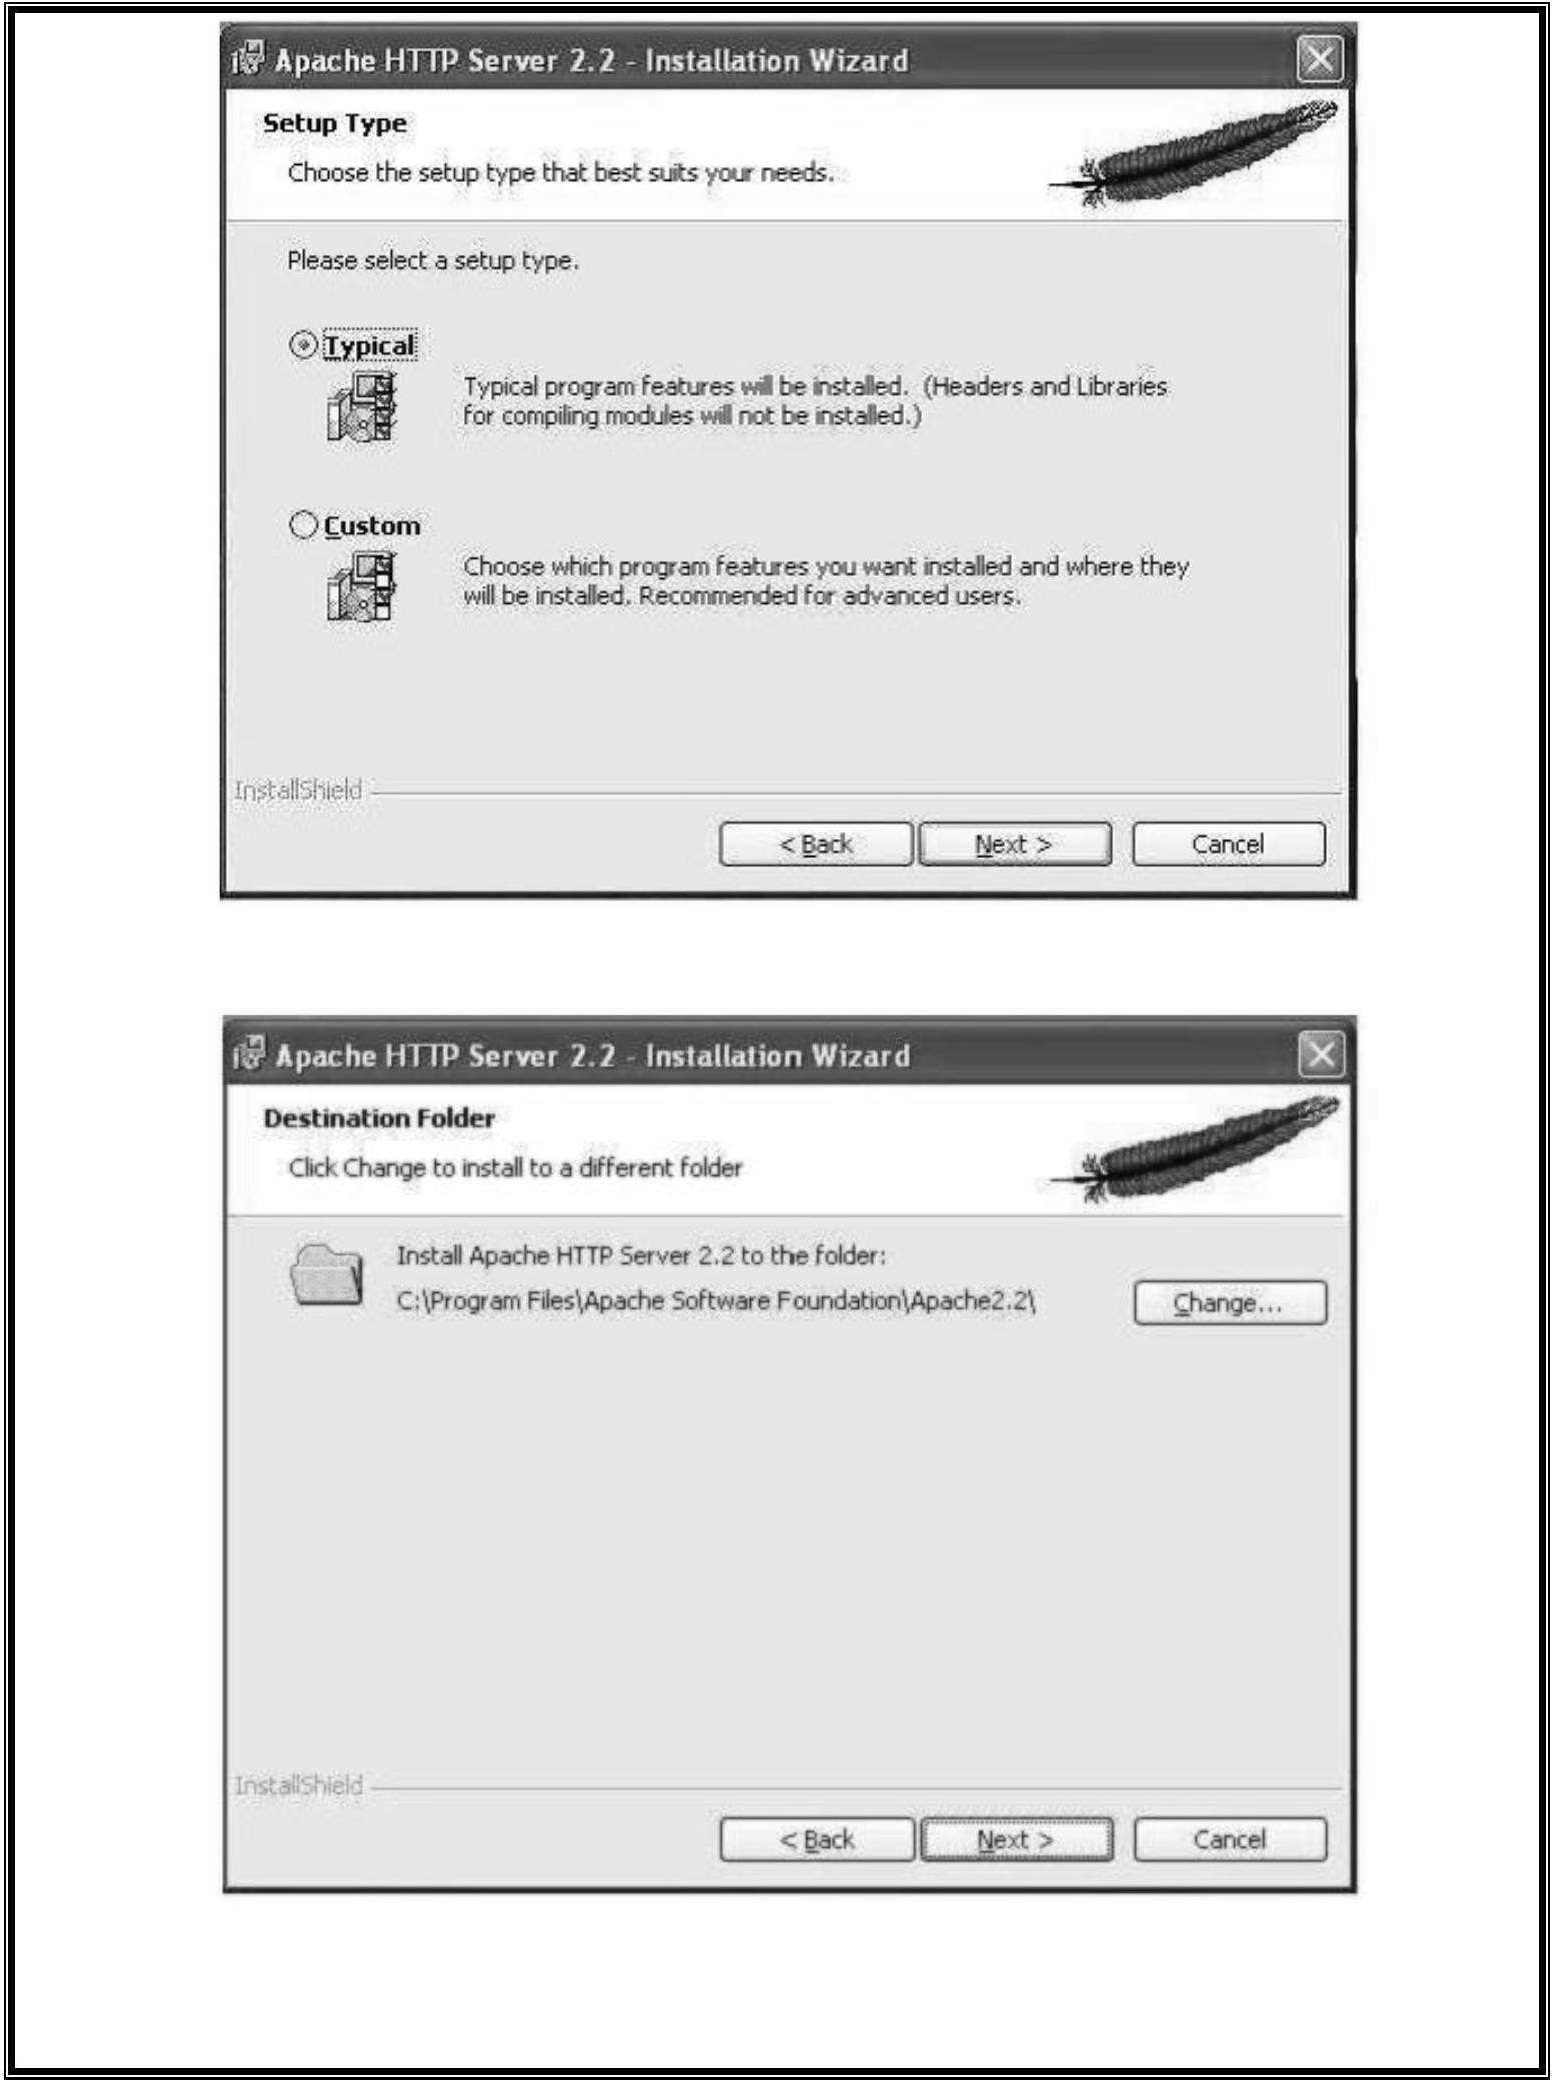 Apache HTTP Server 2.2 - Installation Wizard
Setup Type
Choose the setup type that best suits your needs.
Please select a setup type.
Typical
Typical program features will be installed. (Headers and Libraries
for compiling modules will not be installed.)
Custom
Choose which program features you want installed and where they
will be installed. Recommended for advanced users.
InstallShield
< Back
Next >
Cancel
Apache HTTP Server 2.2 - Installation Wizard
Destination Folder
Click Change to install to a different folder
Install Apache HTTP Server 2.2 to the folder:
C:\Program Files\Apache Software Foundation\Apache2.2\
Change...
InstallShield
< Back
Next >
Cancel